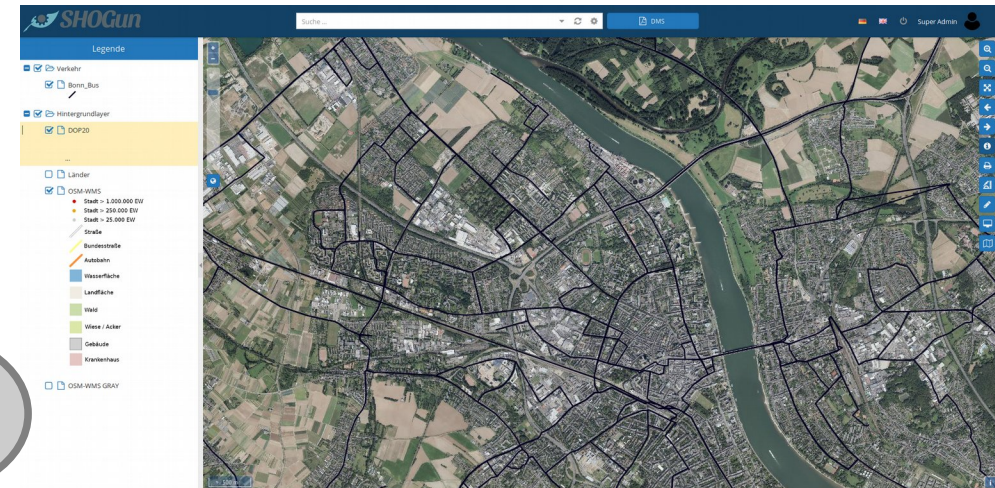 SHOGun
Suche ...
DMS
Super Admin
Legende
Verkehr
Bonn_Bus
Hintergrundlayer
DOP20
...
Länder
OSM-WMS
Stadt > 1.000.000 EW
Stadt > 250.000 EW
Stadt > 25.000 EW
Straße
Bundesstraße
Autobahn
Wasserfläche
Landfläche
Wald
Wiese / Acker
Gebäude
Krankenhaus
OSM-WMS GRAY
500 m